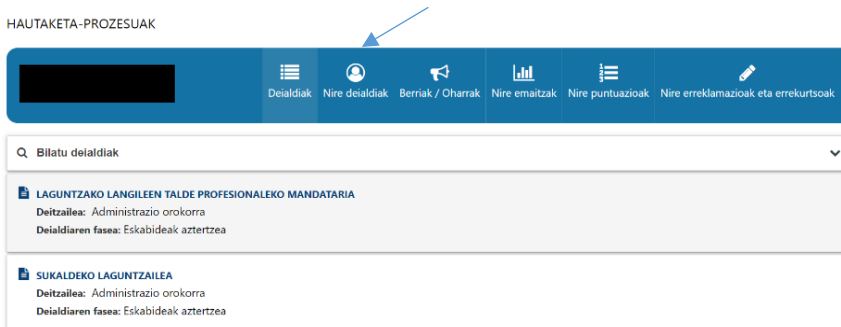 HAUTAKETA-PROZESUAK
Deialdiak Nire deialdiak Berriak / Oharrak Nire emaitzak Nire puntuazioak Nire erreklamazioak eta errekurtsoak
Bilatu deialdiak
LAGUNTZAKO LANGILEEN TALDE PROFESIONALEKO MANDATARIA
Deitzailea: Administrazio orokorra
Deialdiaren fasea: Eskabideak aztertzea
SUKALDEKO LAGUNTZAILEA
Deitzailea: Administrazio orokorra
Deialdiaren fasea: Eskabideak aztertzea